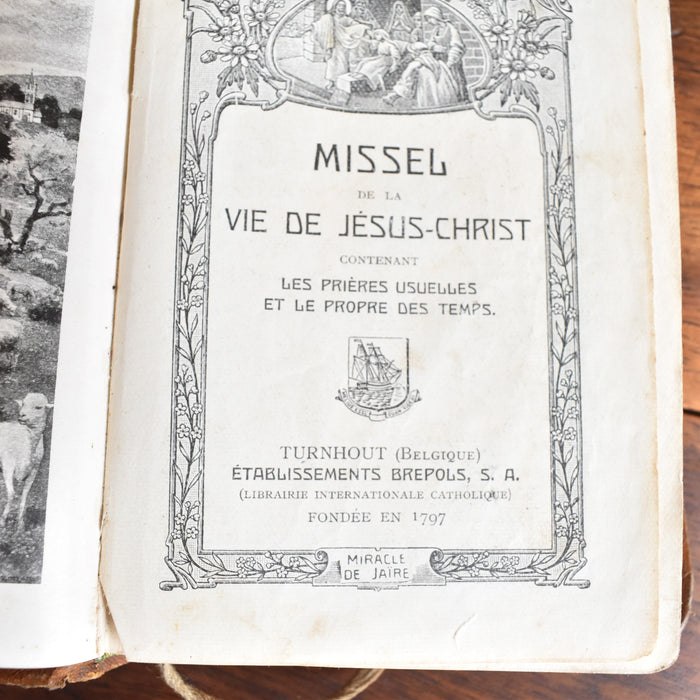 MISSEL
DE LA
VIE DE JÉSUS-CHRIST
CONTENANT
LES PRIÈRES USUELLES
ET LE PROPRE DES TEMPS.
TURNHOUT (BELGIQUE)
ÉTABLISSEMENTS BREPOLS, S. A.
(LIBRAIRIE INTERNATIONALE CATHOLIQUE)
FONDÉE EN 1797
MIRACLE
DE JAÏRE